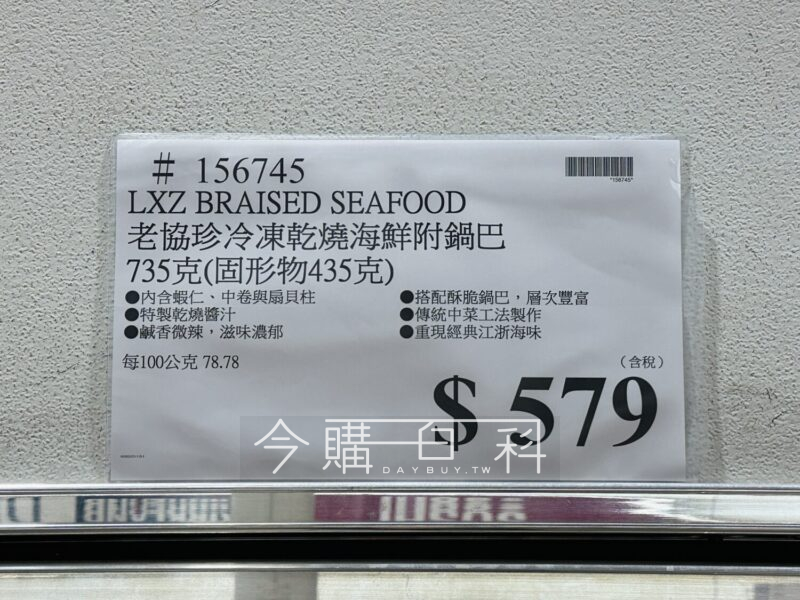 # 156745
*156745*
LXZ BRAISED SEAFOOD
老協珍冷凍乾燒海鮮附鍋巴
735克(固形物435克)
●內含蝦仁、中卷與扇貝柱
●特製乾燒醬汁
●鹹香微辣，滋味濃郁
●搭配酥脆鍋巴，層次豐富
●傳統中菜工法製作
●重現經典江浙海味
每100公克 78.78
（含稅）
$ 579
今購百科
DAYBUY.TW